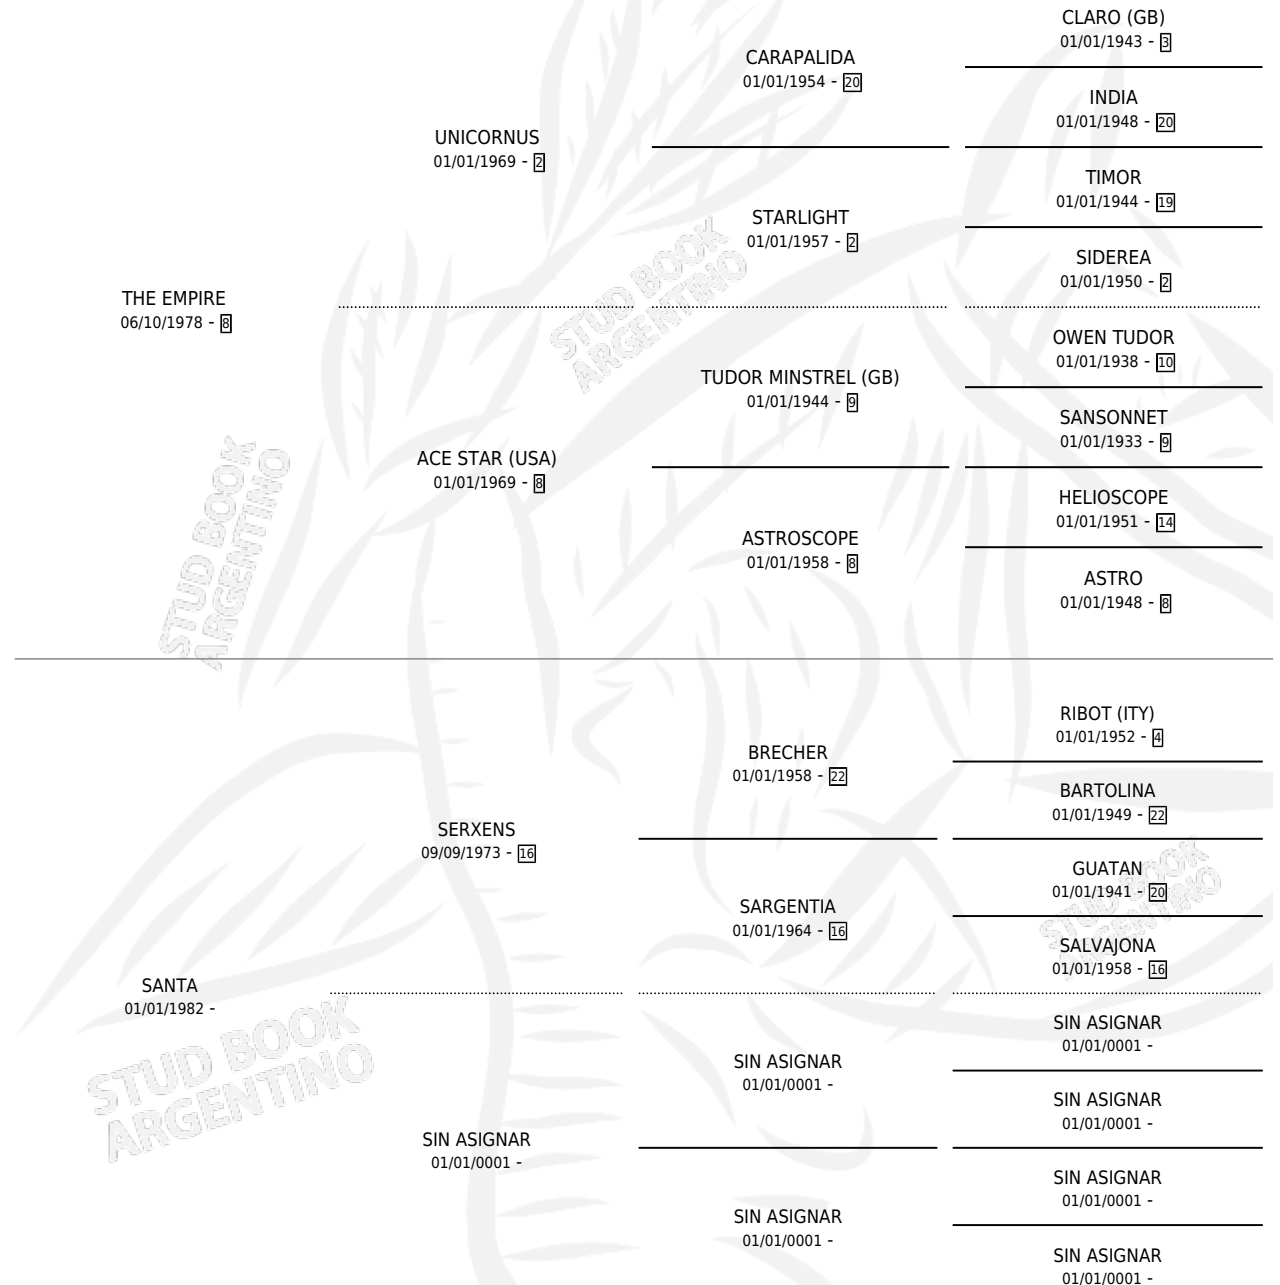 CLARO (GB)
01/01/1943 - 3
CARAPALIDA
01/01/1954 - 20
INDIA
01/01/1948 - 20
UNICORNUS
01/01/1969 - 2
TIMOR
01/01/1944 - 19
STARLIGHT
01/01/1957 - 2
SIDEREA
01/01/1950 - 2
THE EMPIRE
06/10/1978 - 8
OWEN TUDOR
01/01/1938 - 10
TUDOR MINSTREL (GB)
01/01/1944 - 9
SANSONNET
01/01/1933 - 9
ACE STAR (USA)
01/01/1969 - 8
HELIOSCOPE
01/01/1951 - 14
ASTROSCOPE
01/01/1958 - 8
ASTRO
01/01/1948 - 8
STUD BOOK
ARGENTINO
STUD BOOK
ARGENTINO
RIBOT (ITY)
01/01/1952 - 4
BRECHER
01/01/1958 - 22
BARTOLINA
01/01/1949 - 22
SERXENS
09/09/1973 - 16
GUATAN
01/01/1941 - 20
SARGENTIA
01/01/1964 - 16
SALVAJONA
01/01/1958 - 16
STUD BOOK
ARGENTINO
SANTA
01/01/1982 -
SIN ASIGNAR
01/01/0001 -
SIN ASIGNAR
01/01/0001 -
SIN ASIGNAR
01/01/0001 -
SIN ASIGNAR
01/01/0001 -
SIN ASIGNAR
01/01/0001 -
SIN ASIGNAR
01/01/0001 -
SIN ASIGNAR
01/01/0001 -
STUD BOOK
ARGENTINO